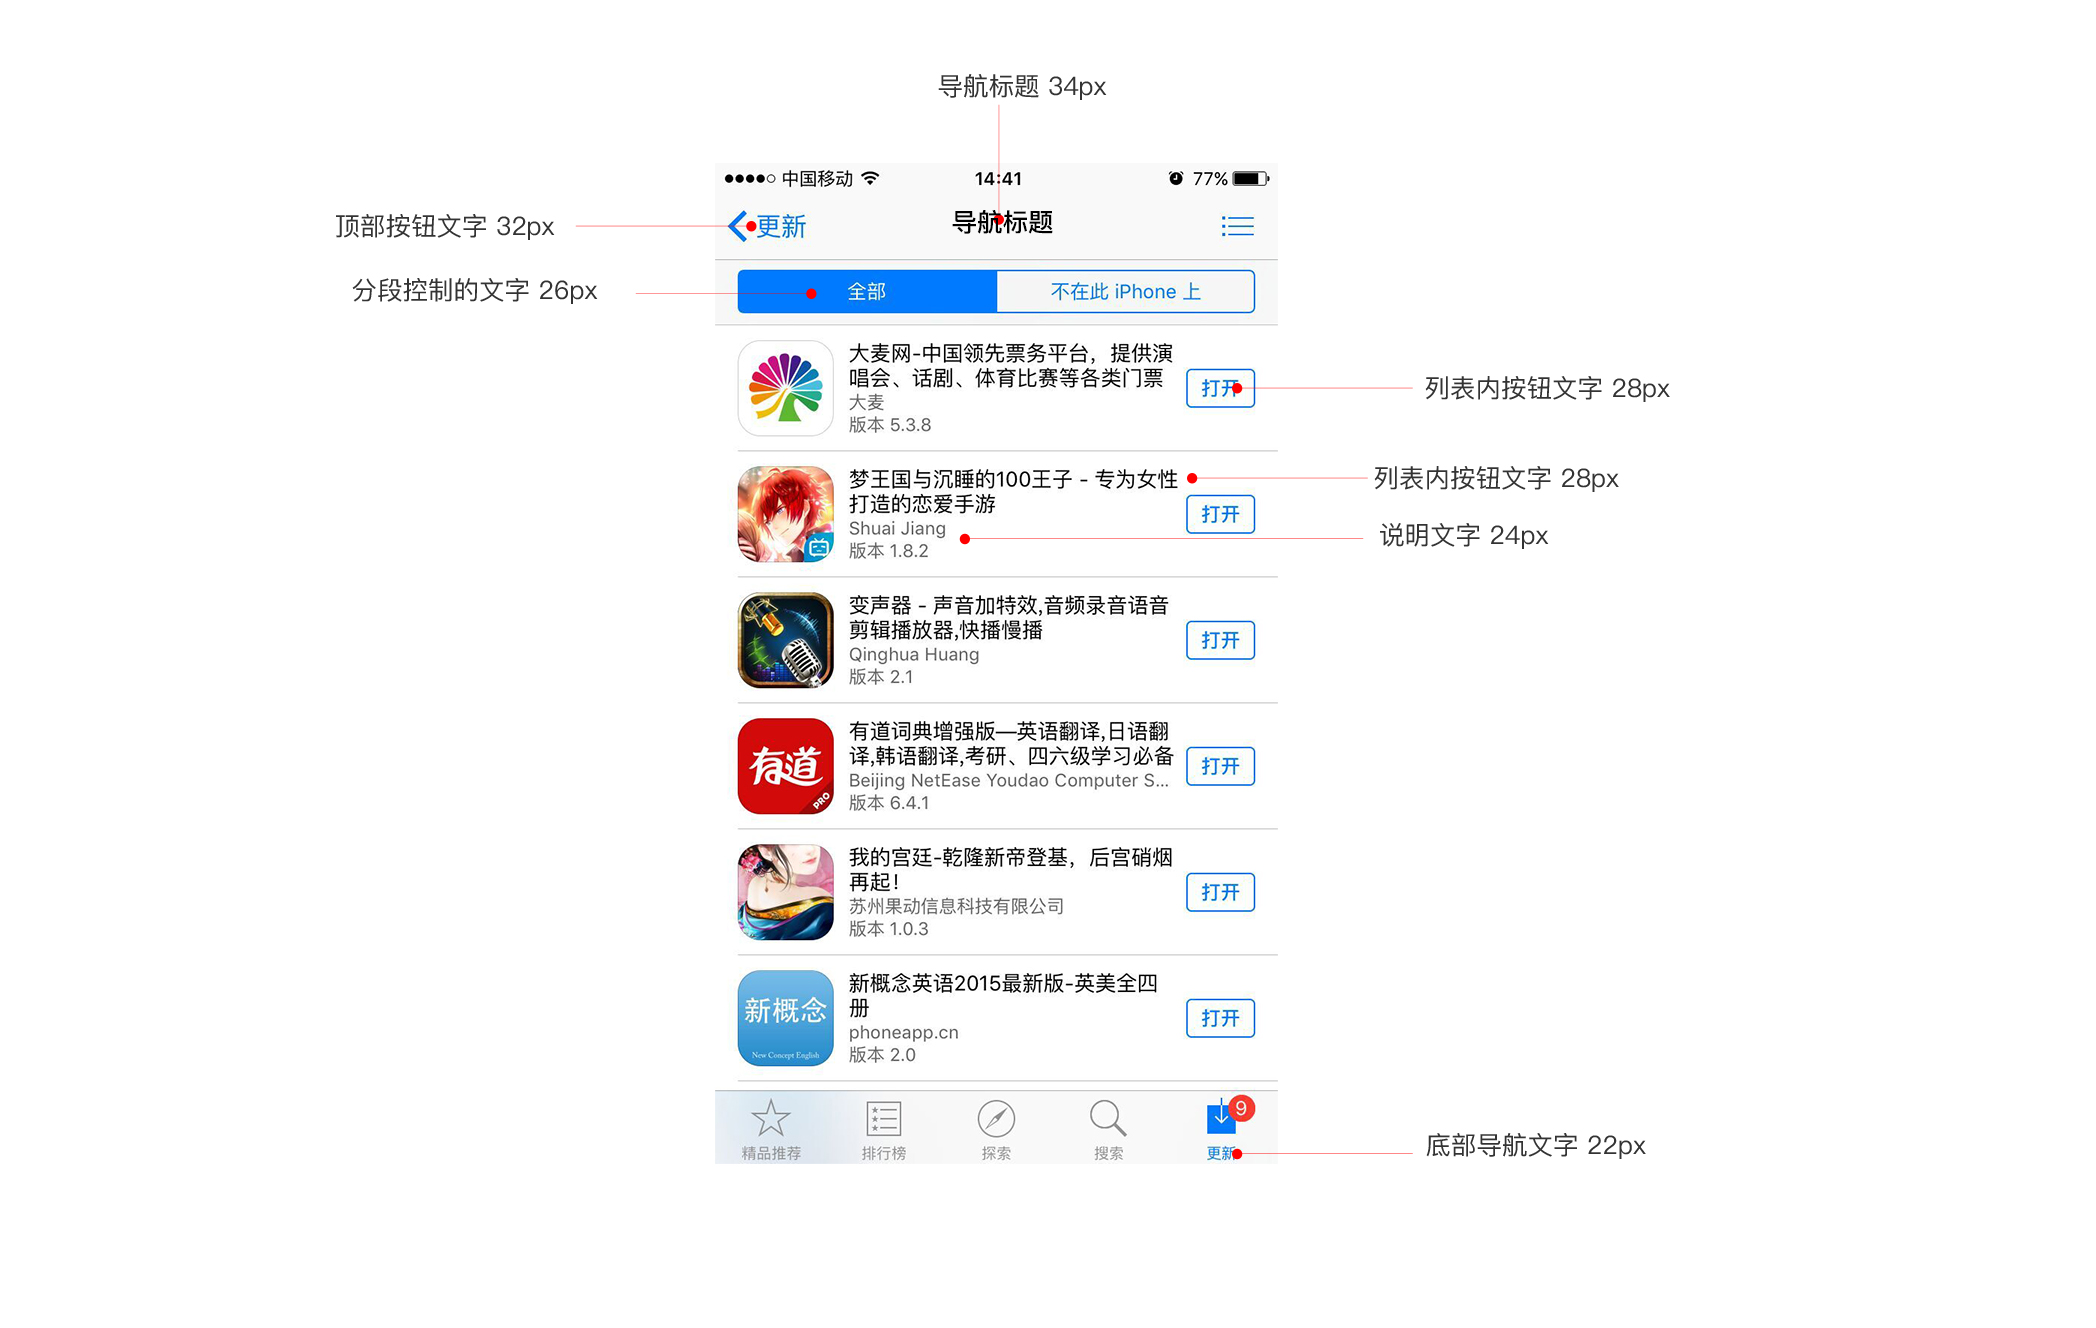 导航标题 34px
中国移动
14:41
77%
顶部按钮文字 32px
更新
导航标题
分段控制的文字 26px
全部
不在此 iPhone 上
大麦网-中国领先票务平台，提供演
唱会、话剧、体育比赛等各类门票
大麦
版本 5.3.8
打开
列表内按钮文字 28px
梦王国与沉睡的100王子 - 专为女性
打造的恋爱手游
Shuai Jiang
版本 1.8.2
打开
列表内按钮文字 28px
说明文字 24px
变声器 - 声音加特效,音频录音语音
剪辑播放器,快播慢播
Qinghua Huang
版本 2.1
打开
有道
PRO
有道词典增强版—英语翻译,日语翻
译,韩语翻译,考研、四六级学习必备
Beijing NetEase Youdao Computer S...
版本 6.4.1
打开
我的宫廷-乾隆新帝登基，后宫硝烟
再起！
苏州果动信息科技有限公司
版本 1.0.3
打开
新概念
New Concept English
新概念英语2015最新版-英美全四
册
phoneapp.cn
版本 2.0
打开
精品推荐
排行榜
探索
搜索
9
更新
底部导航文字 22px